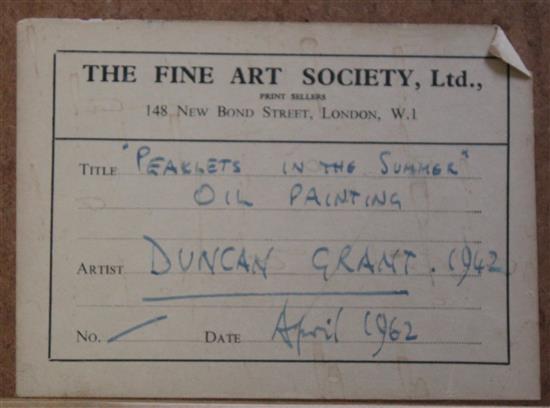 THE FINE ART SOCIETY, Ltd.,
PRINT SELLERS
148 NEW BOND STREET, LONDON, W.1
TITLE "PEAKLETS IN THE SUMMER"
OIL PAINTING
ARTIST DUNCAN GRANT. 1942
NO. / DATE April 1962